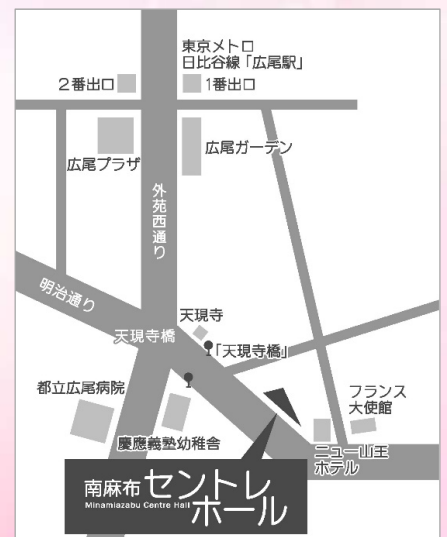 東京メトロ
日比谷線「広尾駅」
2番出口
1番出口
広尾プラザ
広尾ガーデン
外苑西通り
明治通り
天現寺
天現寺橋
「天現寺橋」
都立広尾病院
慶應義塾幼稚舎
フランス
大使館
ニュー山王
ホテル
南麻布セントレ
Minamiazabu Centre Hall
ホール